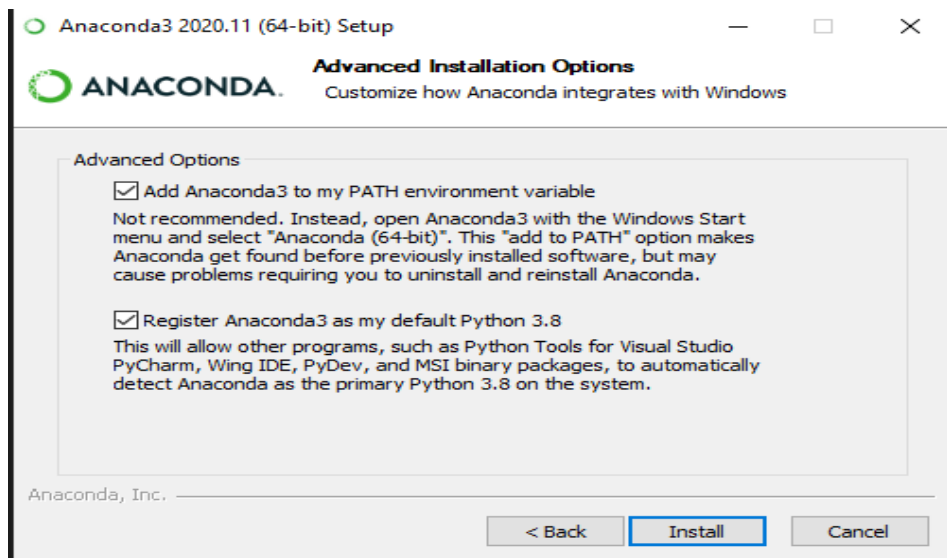 Anaconda3 2020.11 (64-bit) Setup
ANACONDA.
Advanced Installation Options
Customize how Anaconda integrates with Windows
Advanced Options
Add Anaconda3 to my PATH environment variable
Not recommended. Instead, open Anaconda3 with the Windows Start
menu and select "Anaconda (64-bit)". This "add to PATH" option makes
Anaconda get found before previously installed software, but may
cause problems requiring you to uninstall and reinstall Anaconda.
Register Anaconda3 as my default Python 3.8
This will allow other programs, such as Python Tools for Visual Studio
PyCharm, Wing IDE, PyDev, and MSI binary packages, to automatically
detect Anaconda as the primary Python 3.8 on the system.
Anaconda, Inc.
< Back
Install
Cancel